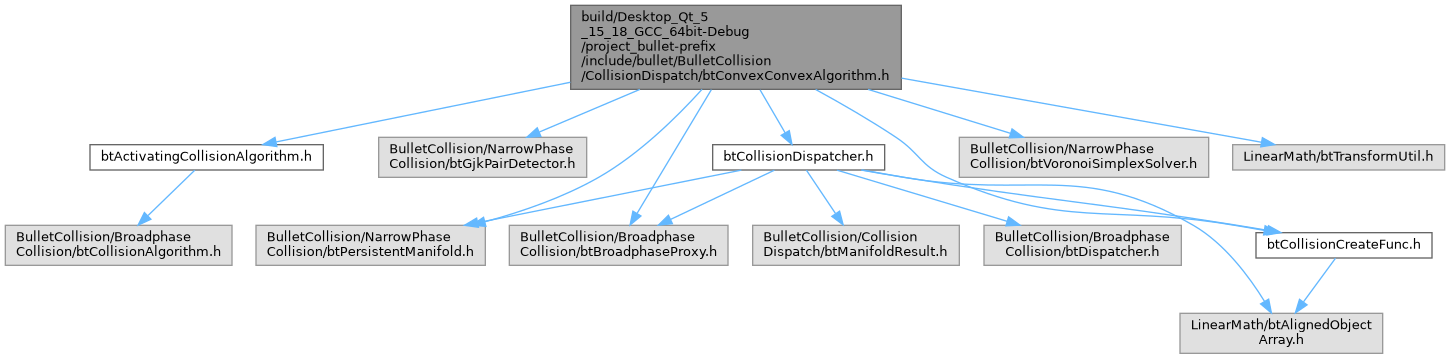 build/Desktop_Qt_5
_15_18_GCC_64bit-Debug
/project_bullet-prefix
/include/bullet/BulletCollision
/CollisionDispatch/btConvexConvexAlgorithm.h
btActivatingCollisionAlgorithm.h
BulletCollision/NarrowPhase
Collision/btGjkPairDetector.h
btCollisionDispatcher.h
BulletCollision/NarrowPhase
Collision/btVoronoiSimplexSolver.h
LinearMath/btTransformUtil.h
BulletCollision/Broadphase
Collision/btCollisionAlgorithm.h
BulletCollision/NarrowPhase
Collision/btPersistentManifold.h
BulletCollision/Broadphase
Collision/btBroadphaseProxy.h
BulletCollision/Collision
Dispatch/btManifoldResult.h
BulletCollision/Broadphase
Collision/btDispatcher.h
btCollisionCreateFunc.h
LinearMath/btAlignedObject
Array.h